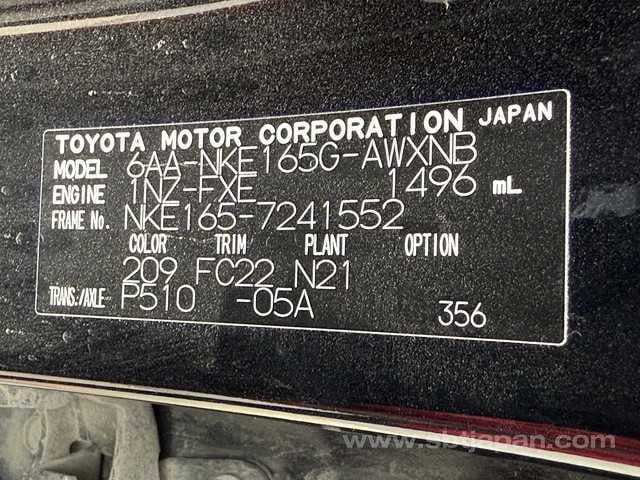 TOYOTA MOTOR CORPORATION JAPAN
MODEL 6AA-NKE165G-AWXNB
ENGINE 1NZ-FXE 1496 mL
FRAME No. NKE165-7241552
COLOR TRIM PLANT OPTION
209 FC22 N21
TRANS./AXLE P510 -05A 356
www.sbtjapan.com